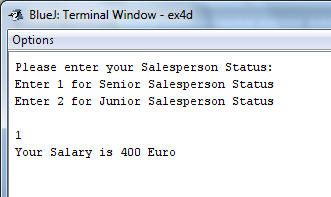 BlueJ: Terminal Window - ex4d
Options
Please enter your Salesperson Status:
Enter 1 for Senior Salesperson Status
Enter 2 for Junior Salesperson Status
1
Your Salary is 400 Euro